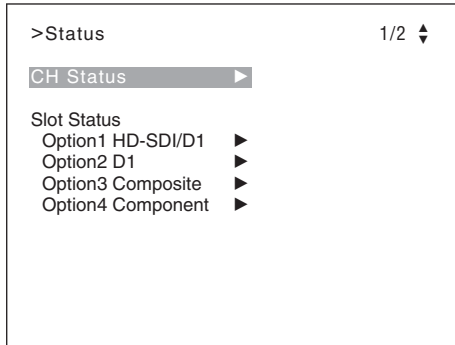 >Status 1/2
CH Status
Slot Status
Option1 HD-SDI/D1
Option2 D1
Option3 Composite
Option4 Component